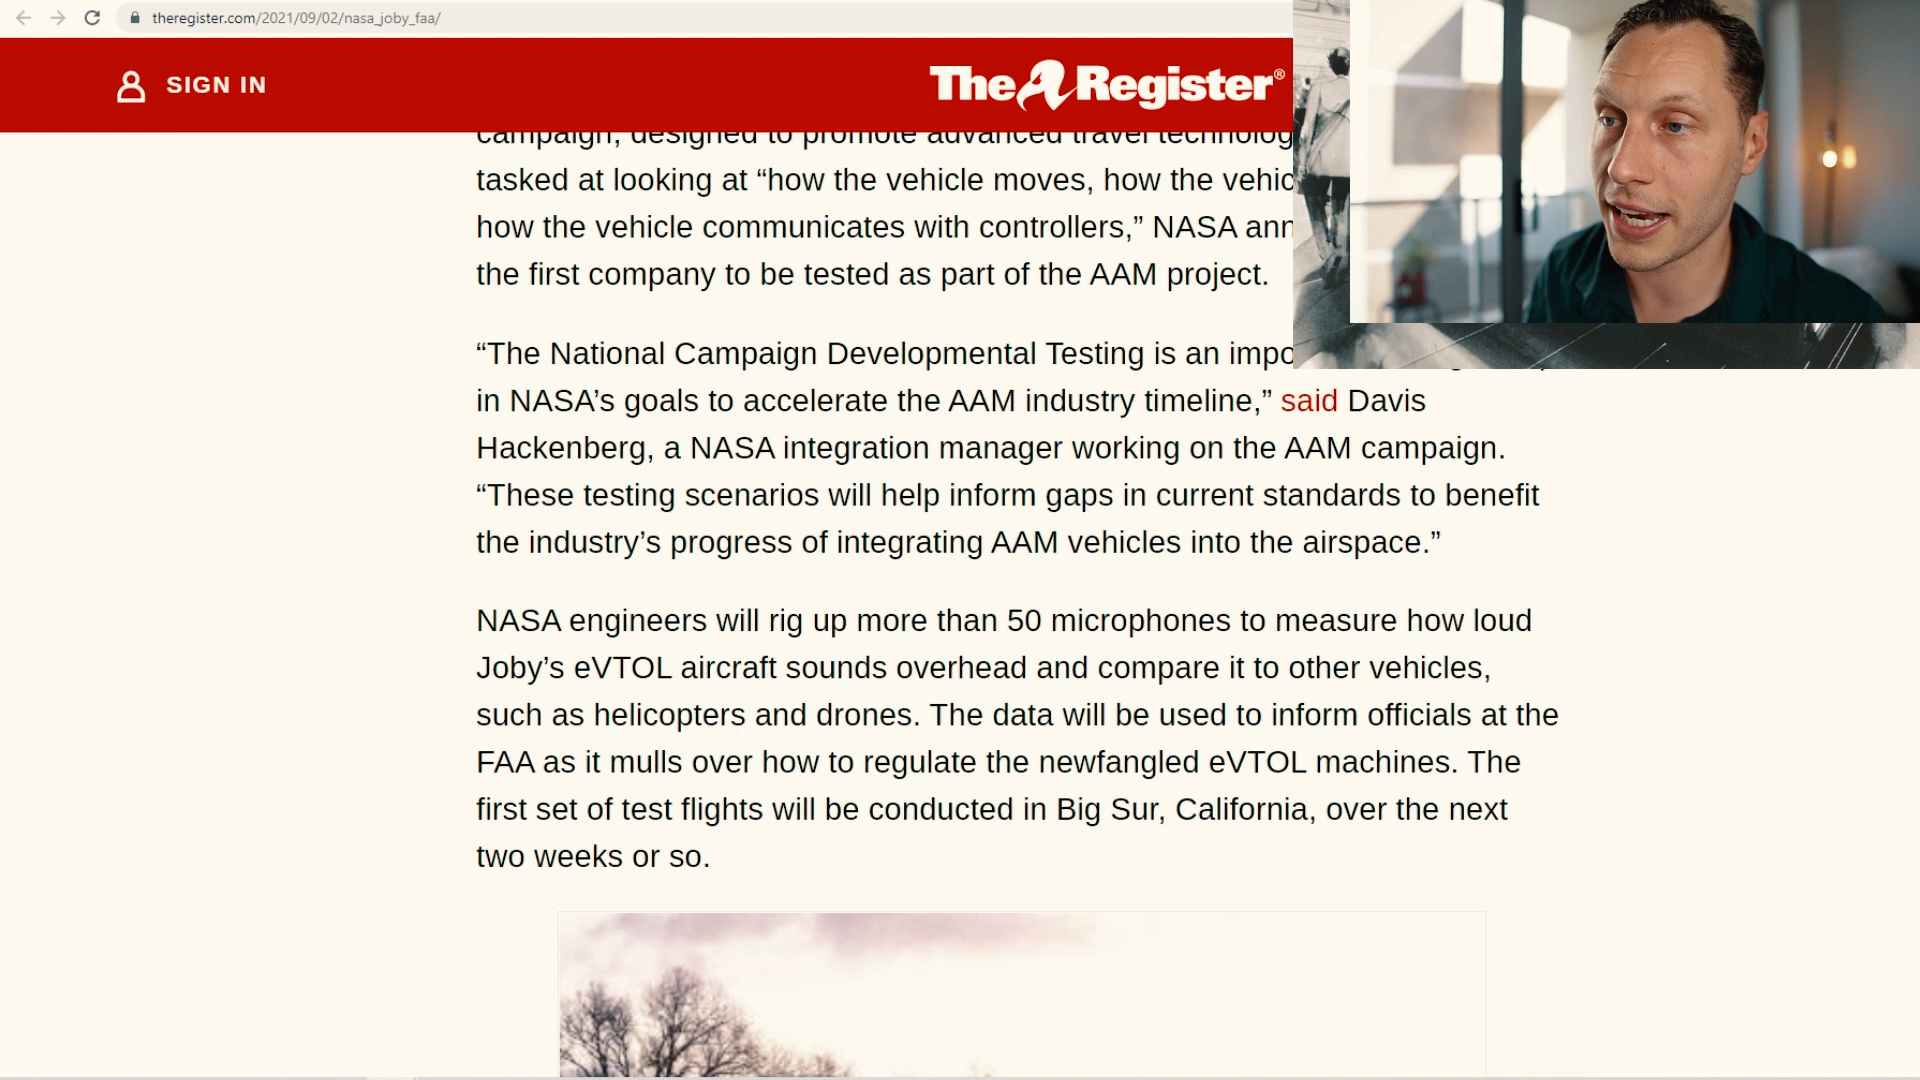 theregister.com/2021/09/02/nasa_joby_faa/
SIGN IN
The Register®
campaign, designed to promote advanced travel technolog
tasked at looking at “how the vehicle moves, how the vehic
how the vehicle communicates with controllers,” NASA ann
the first company to be tested as part of the AAM project.
“The National Campaign Developmental Testing is an impo
in NASA’s goals to accelerate the AAM industry timeline,” said Davis
Hackenberg, a NASA integration manager working on the AAM campaign.
“These testing scenarios will help inform gaps in current standards to benefit
the industry’s progress of integrating AAM vehicles into the airspace.”
NASA engineers will rig up more than 50 microphones to measure how loud
Joby’s eVTOL aircraft sounds overhead and compare it to other vehicles,
such as helicopters and drones. The data will be used to inform officials at the
FAA as it mulls over how to regulate the newfangled eVTOL machines. The
first set of test flights will be conducted in Big Sur, California, over the next
two weeks or so.